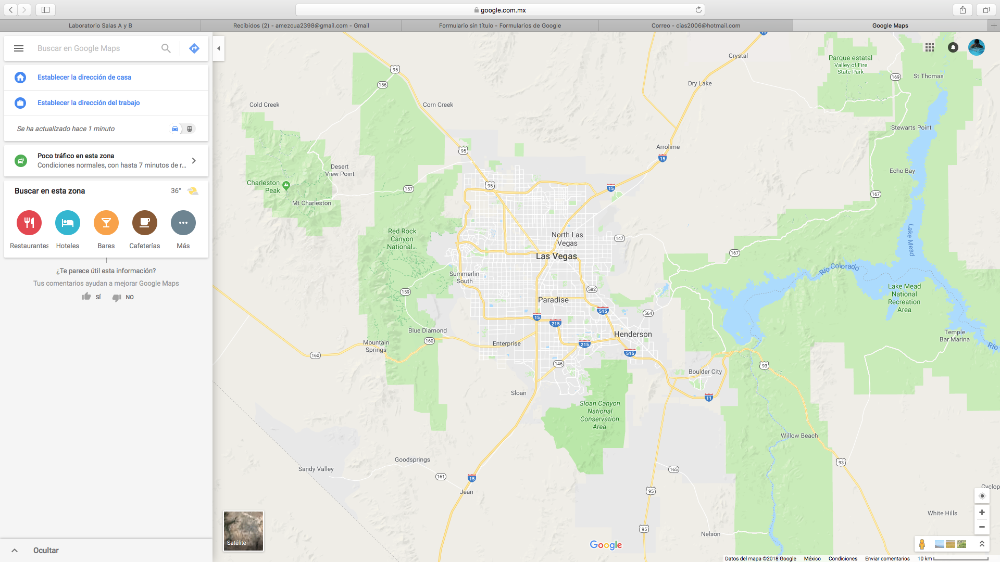 google.com.mx
Laboratorio Salas A y B
Recibidos (2) - amezcua2398@gmail.com - Gmail
Formulario sin título - Formularios de Google
Correo - cias2006@hotmail.com
Google Maps
Buscar en Google Maps
Establecer la dirección de casa
Establecer la dirección del trabajo
Se ha actualizado hace 1 minuto
Poco tráfico en esta zona
Condiciones normales, con hasta 7 minutos de r...
Buscar en esta zona
36°
Restaurantes
Hoteles
Bares
Cafeterías
Más
¿Te parece útil esta información?
Tus comentarios ayudan a mejorar Google Maps
SÍ
NO
Ocultar
15
Crystal
Parque estatal
Valley of Fire
State Park
95
156
Dry Lake
169
St Thomas
Cold Creek
Corn Creek
Stewarts Point
95
Arrolime
15
Desert
View Point
Echo Bay
Charleston
Peak
95
157
15
167
Mt Charleston
Red Rock
Canyon
National...
North Las
Vegas
147
Lake Mead
167
Las Vegas
Río Colorado
Summerlin
South
159
582
Lake Mead
National
Recreation
Area
Paradise
515
564
15
215
Blue Diamond
Henderson
Temple
Bar Marina
160
Enterprise
215
Mountain
Springs
Río
160
515
146
93
Boulder City
Sloan
11
Sloan Canyon
National
Conservation
Area
Willow Beach
Goodsprings
93
Sandy Valley
161
15
165
Jean
95
Cyclop
White Hills
95
Nelson
Satélite
Google
Datos del mapa ©2018 Google
México
Condiciones
Enviar comentarios
10 km